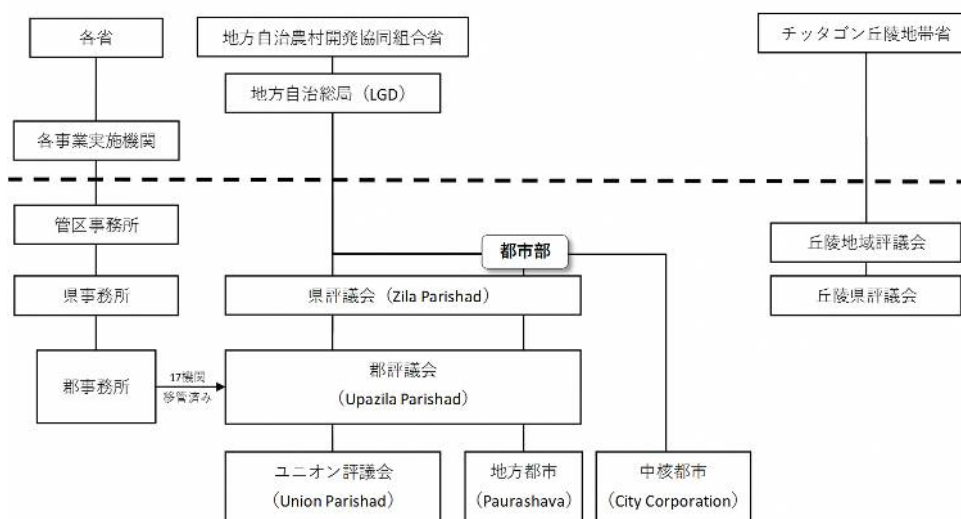 各省
地方自治農村開発協同組合省
チッタゴン丘陵地帯省
地方自治総局（LGD）
各事業実施機関
管区事務所
丘陵地域評議会
都市部
県事務所
県評議会（Zila Parishad）
丘陵県評議会
郡事務所
17機関
移管済み
郡評議会
（Upazila Parishad）
ユニオン評議会
（Union Parishad）
地方都市
（Paurashava）
中核都市
（City Corporation）